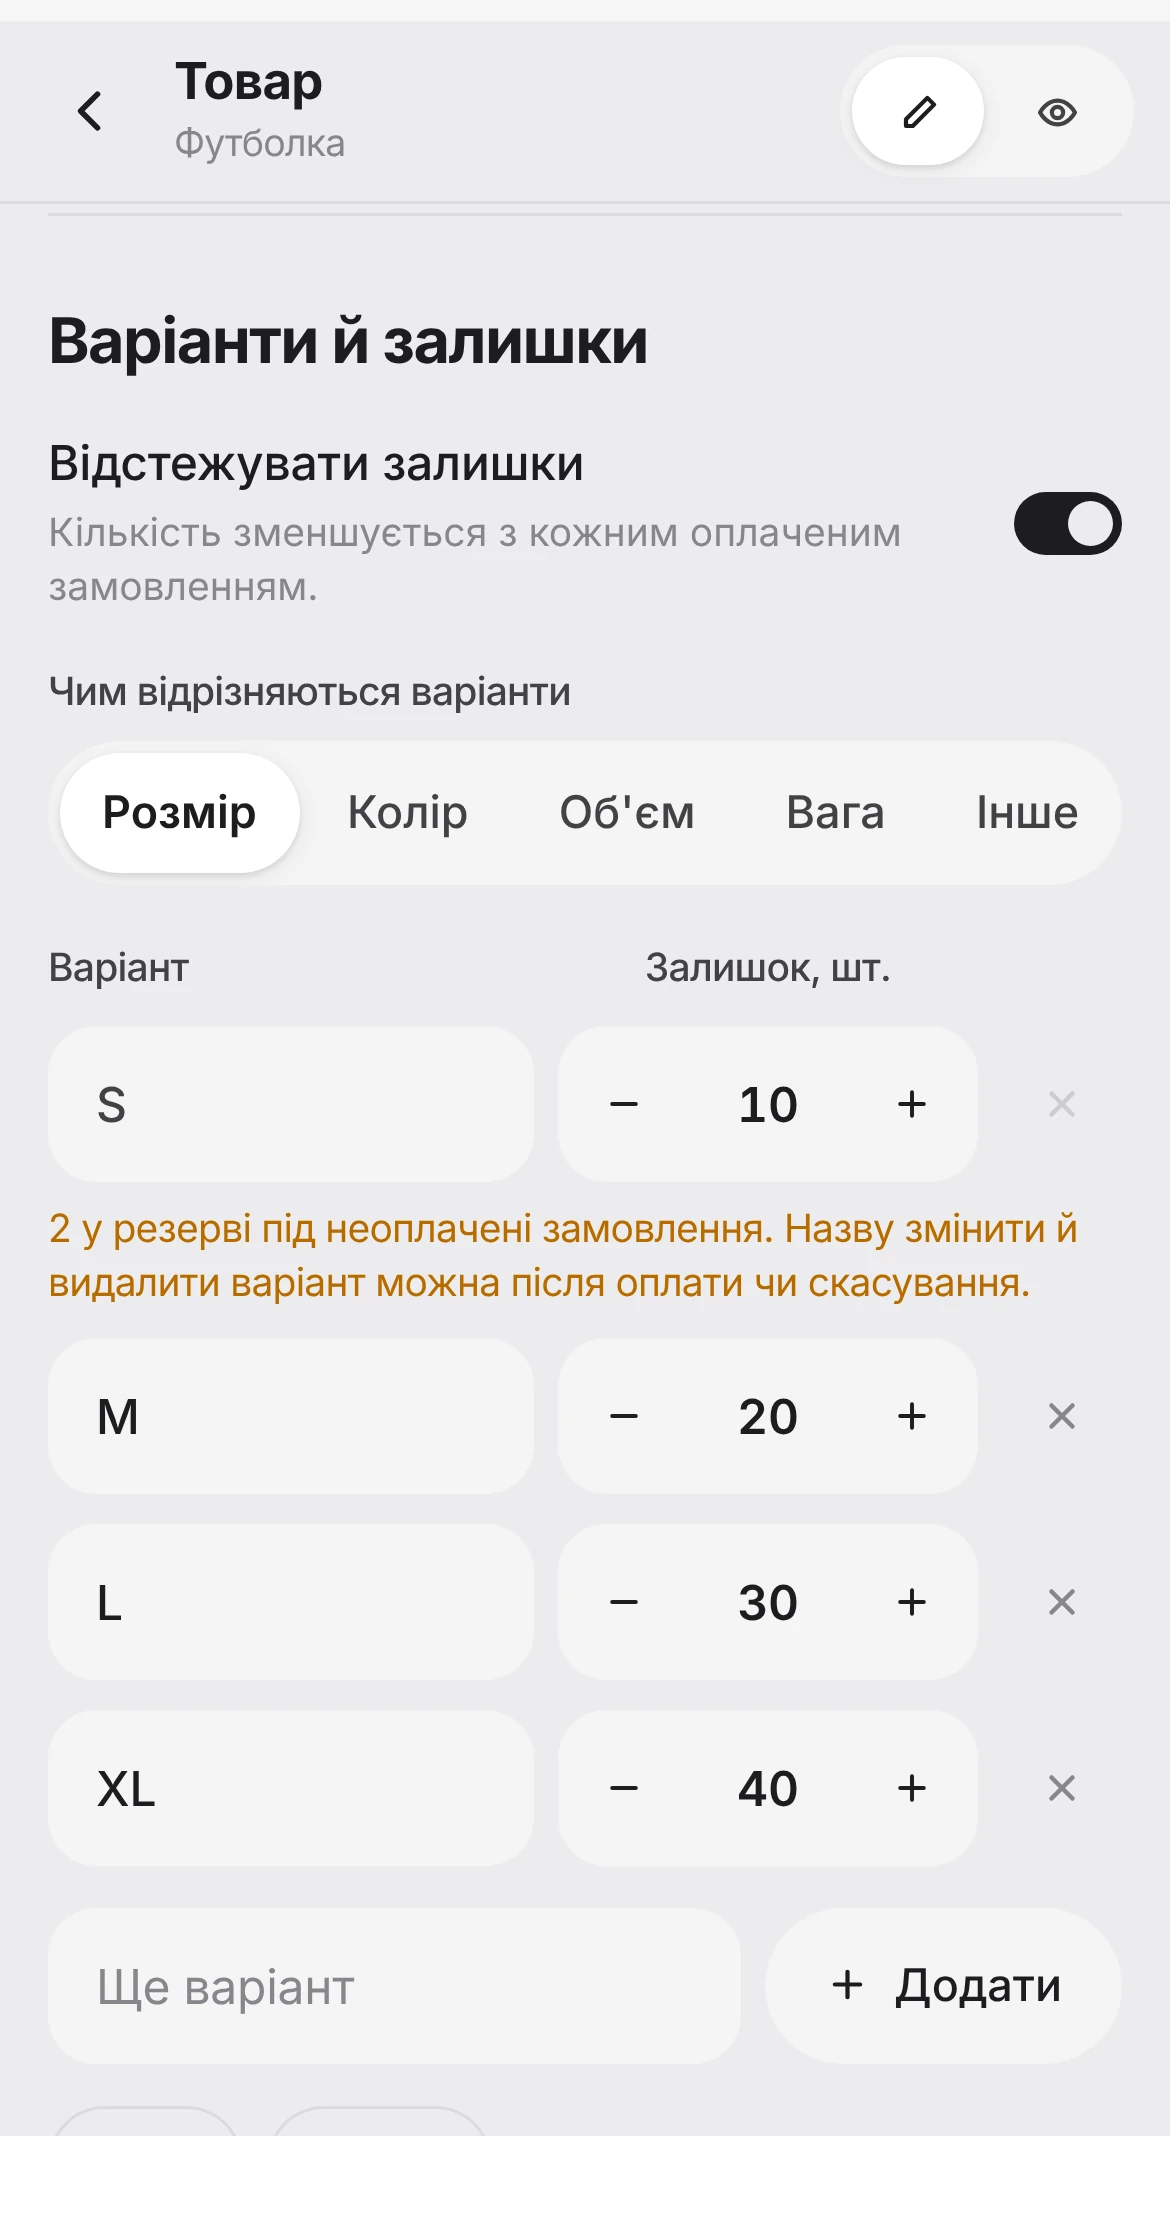 Товар
Футболка
Варіанти й залишки
Відстежувати залишки
Кількість зменшується з кожним оплаченим
замовленням.
Чим відрізняються варіанти
Розмір Колір Об'єм Вага Інше
Варіант Залишок, шт.
S − 10 + ×
2 у резерві під неоплачені замовлення. Назву змінити й
видалити варіант можна після оплати чи скасування.
M − 20 + ×
L − 30 + ×
XL − 40 + ×
Ще варіант + Додати